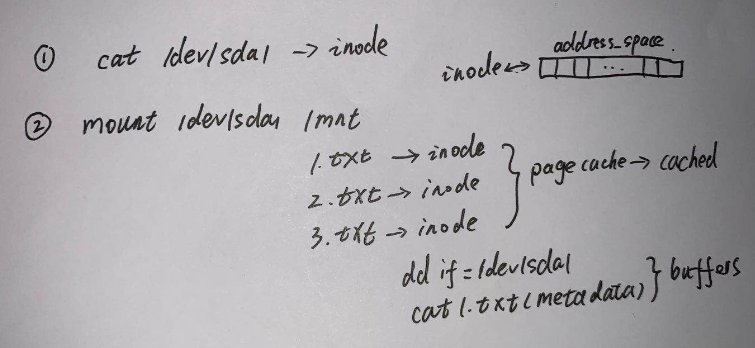 ① cat /dev/sda1 → inode
address_space.
inode ↔ ...
② mount /dev/sda1 /mnt
1.txt → inode
2.txt → inode
3.txt → inode
page cache → cached
dd if=/dev/sda1
cat 1.txt (metadata)
buffers